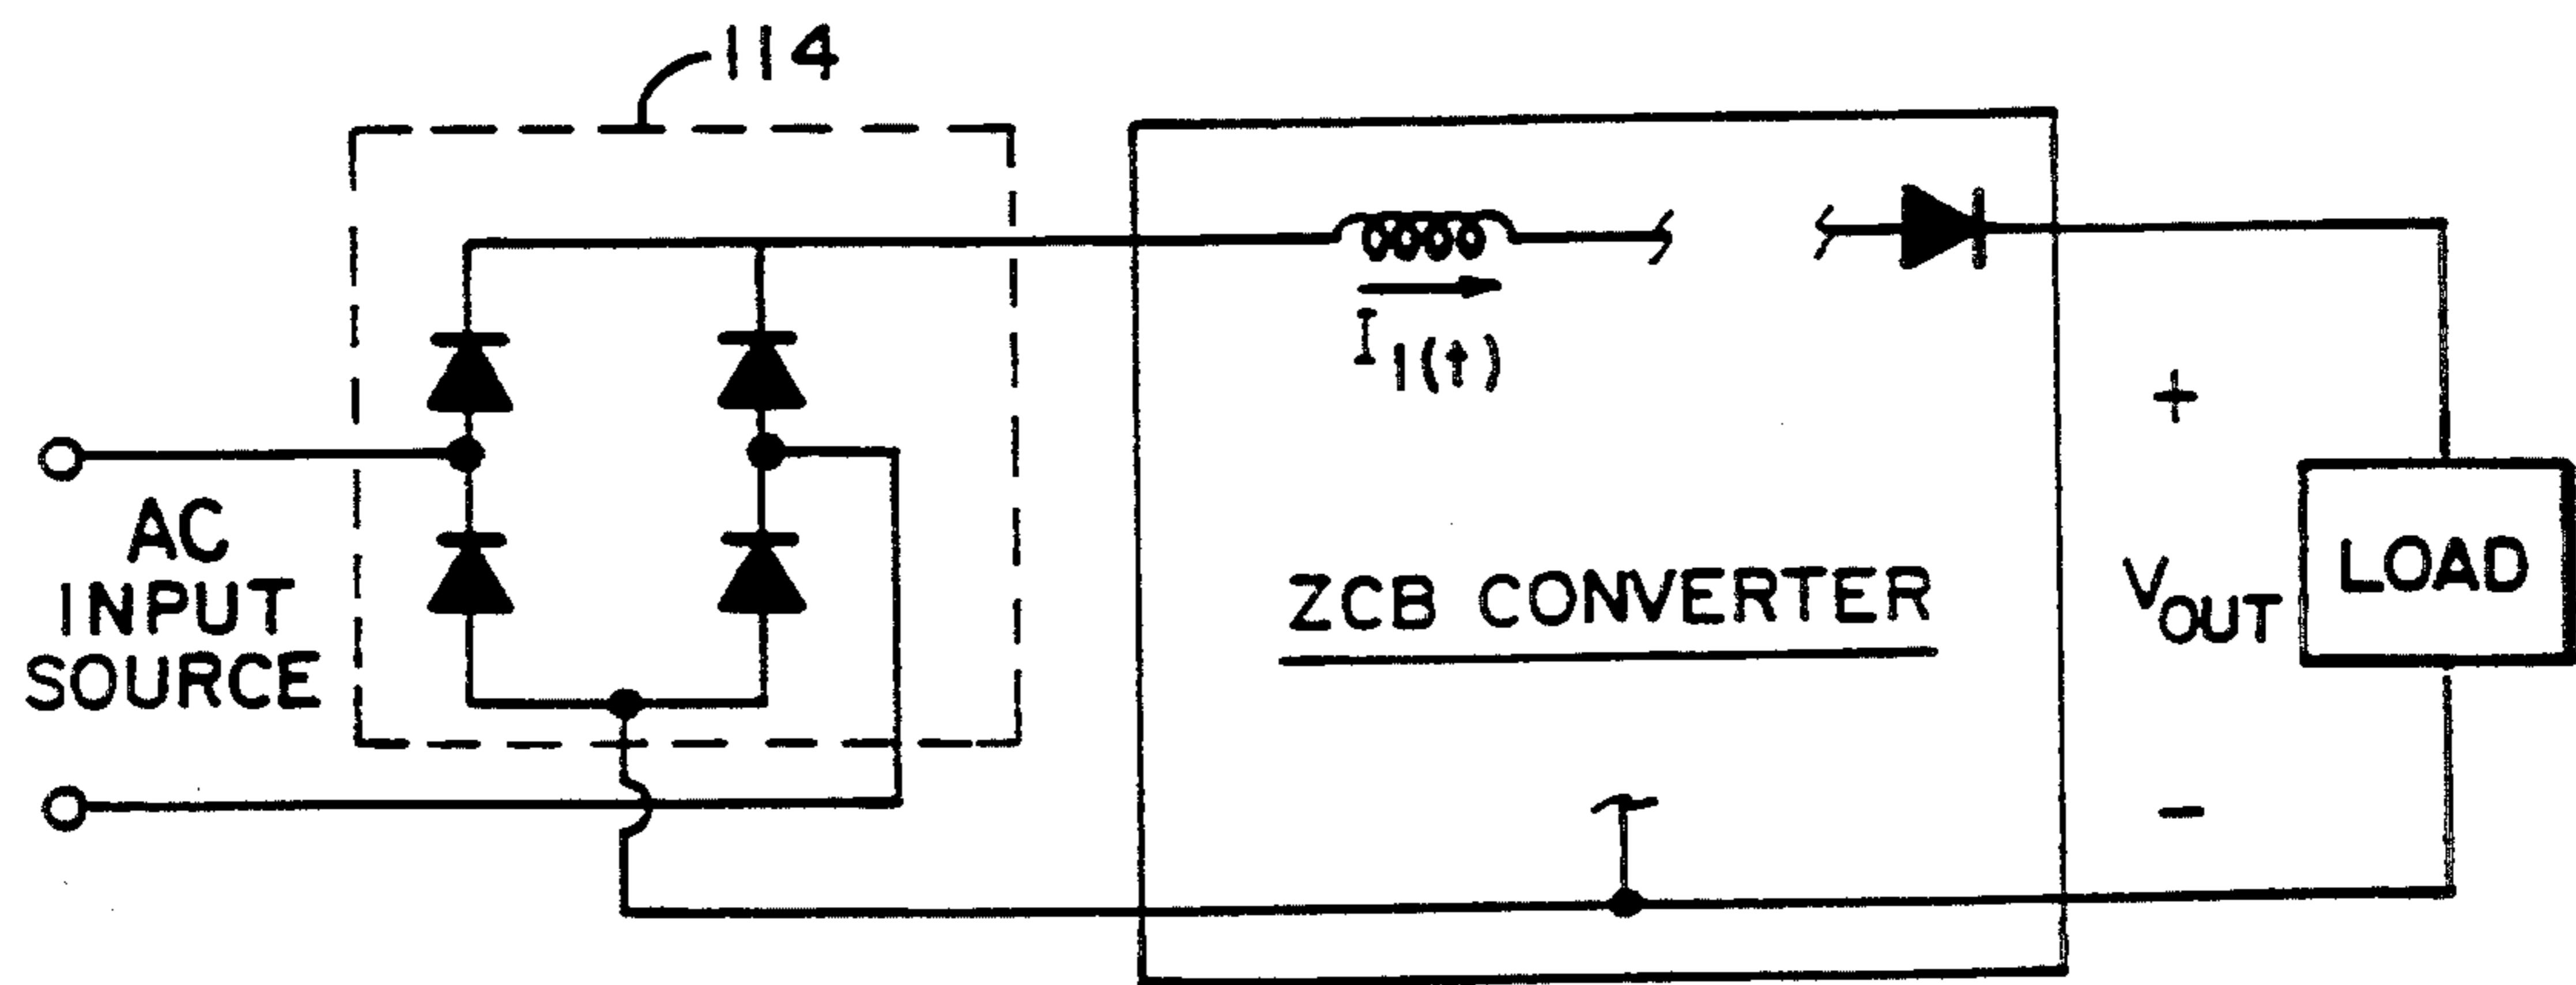 114
I1(t)
+
AC
INPUT
SOURCE
ZCB CONVERTER
VOUT
LOAD
-